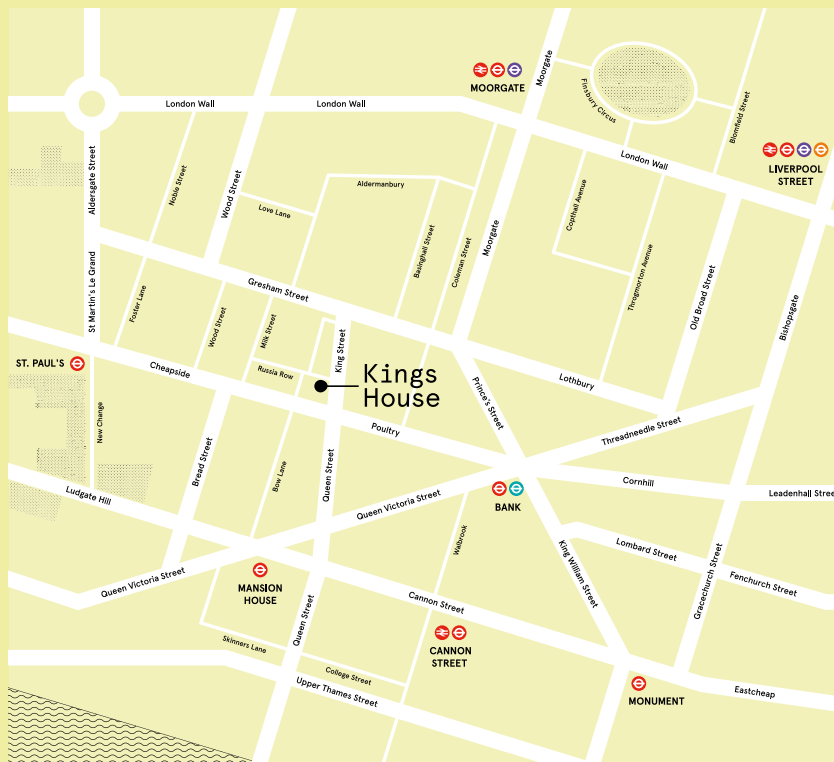 MOORGATE
Moorgate
Finsbury Circus
Blomfield Street
London Wall
London Wall
London Wall
LIVERPOOL
STREET
Aldersgate Street
Noble Street
Wood Street
Love Lane
Aldermanbury
Basinghall Street
Coleman Street
Moorgate
Copthall Avenue
Throgmorton Avenue
Old Broad Street
Bishopsgate
St Martin's Le Grand
Foster Lane
Wood Street
Gresham Street
Milk Street
King Street
ST. PAUL'S
Cheapside
Russia Row
Kings
House
Prince's Street
Lothbury
New Change
Bread Street
Bow Lane
Queen Street
Poultry
Threadneedle Street
Ludgate Hill
Queen Victoria Street
BANK
Cornhill
Leadenhall Stree
Walbrook
Queen Victoria Street
MANSION
HOUSE
King William Street
Lombard Street
Fenchurch Street
Gracechurch Street
Cannon Street
Queen Street
Skinners Lane
CANNON
STREET
College Street
Upper Thames Street
MONUMENT
Eastcheap